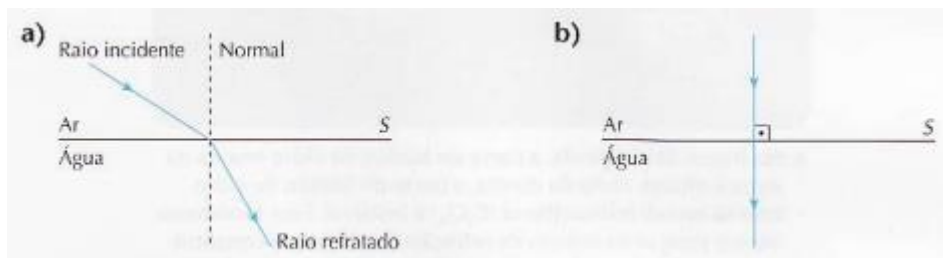 a)
Raio incidente
Normal
Ar
S
Água
Raio refratado
b)
Ar
S
Água